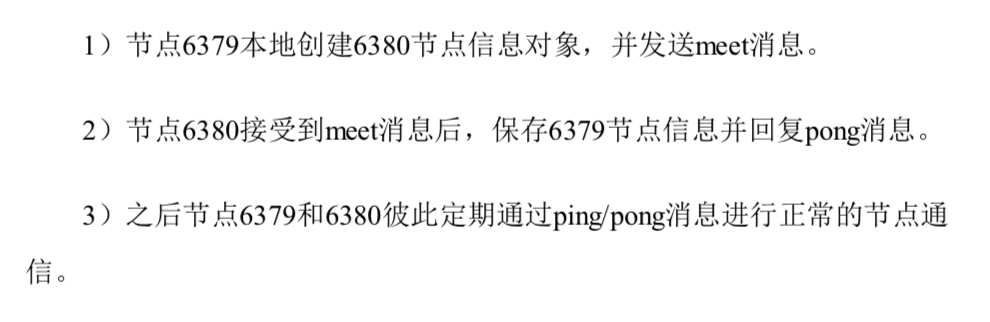 1）节点6379本地创建6380节点信息对象，并发送meet消息。
2）节点6380接受到meet消息后，保存6379节点信息并回复pong消息。
3）之后节点6379和6380彼此定期通过ping/pong消息进行正常的节点通
信。